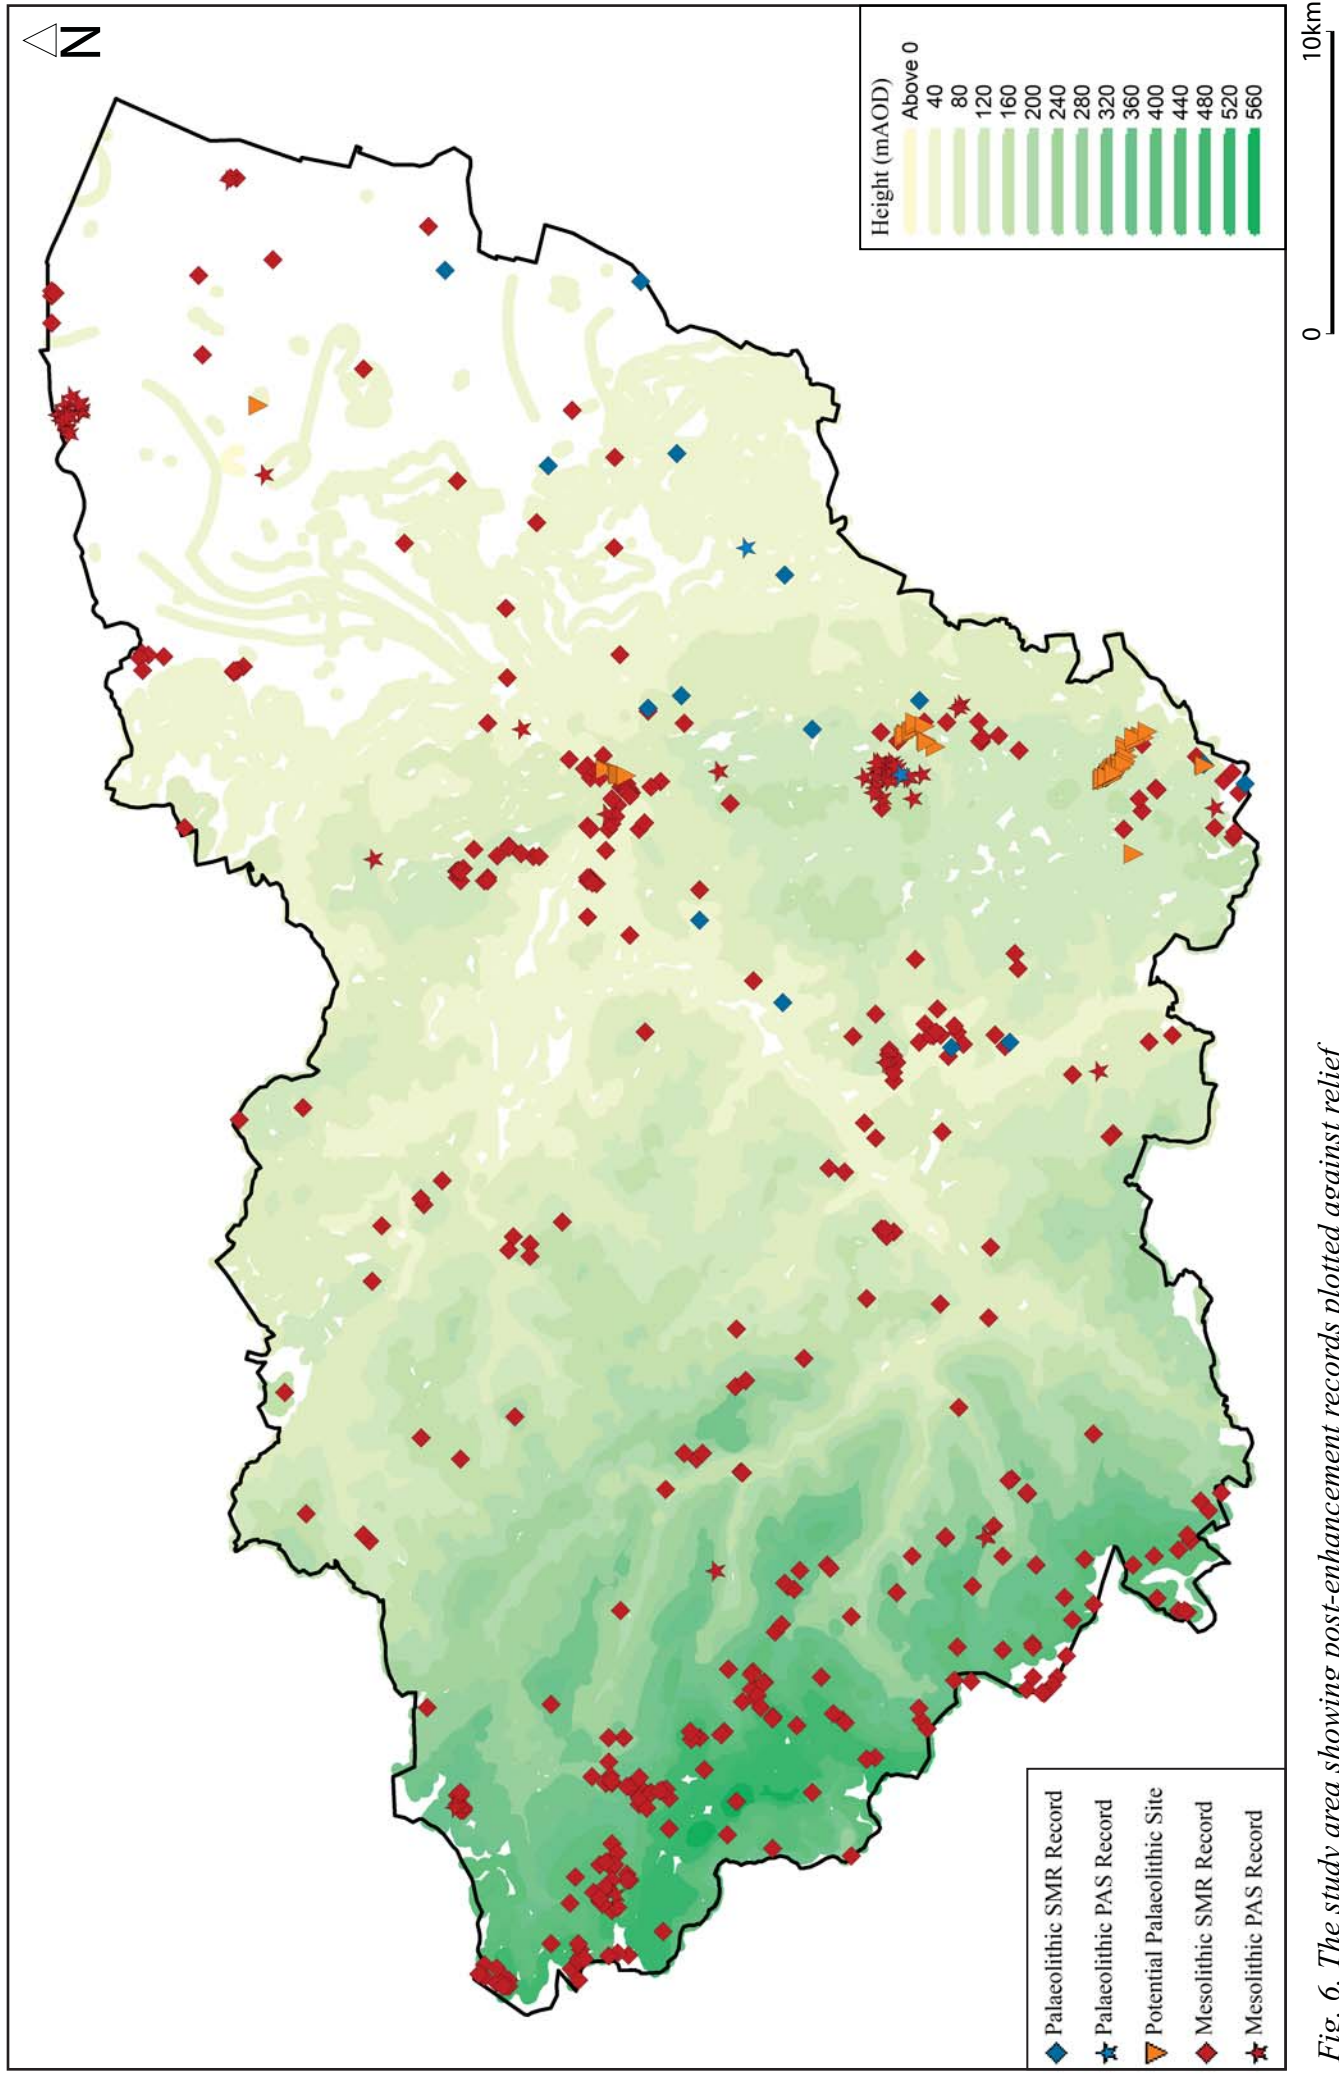 N
Height (mAOD)
Above 0
40
80
120
160
200
240
280
320
360
400
440
480
520
560
Palaeolithic SMR Record
Palaeolithic PAS Record
Potential Palaeolithic Site
Mesolithic SMR Record
Mesolithic PAS Record
0 10km
Fig. 6. The study area showing post-enhancement records plotted against relief